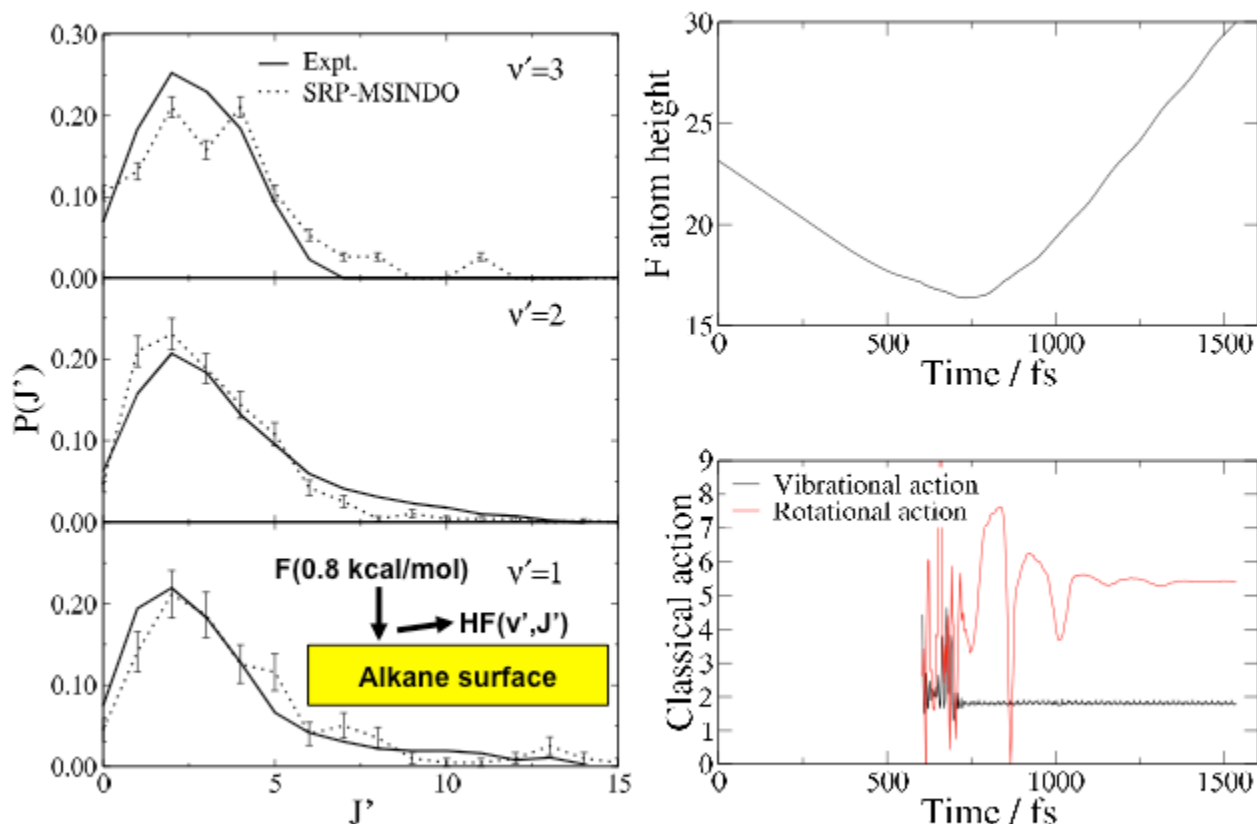 0.30
Expt.
SRP-MSINDO
ν'=3
0.20
0.10
0.00
ν'=2
0.20
0.10
0.00
P(J')
F(0.8 kcal/mol)
ν'=1
HF(v',J')
Alkane surface
0.20
0.10
0.00
0 5 10 15
J'
30
25
20
15
F atom height
0 500 1000 1500
Time / fs
9
8
7
6
5
4
3
2
1
0
Vibrational action
Rotational action
Classical action
0 500 1000 1500
Time / fs